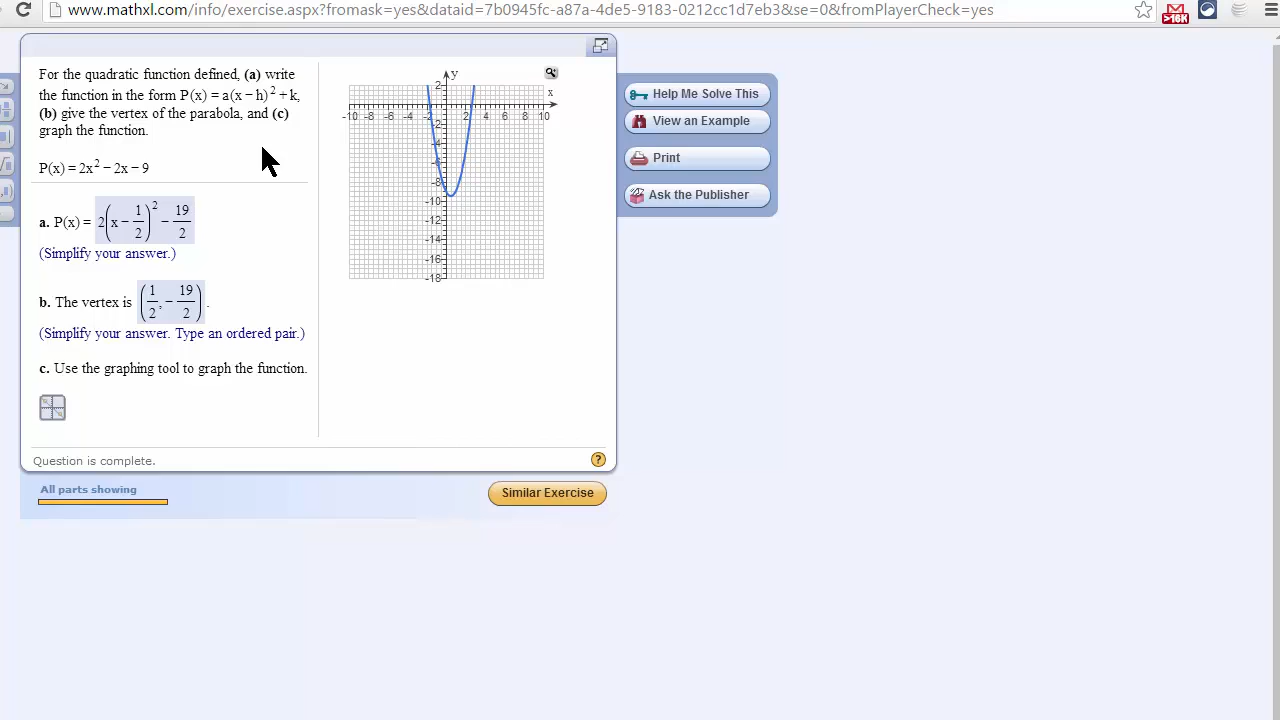 www.mathxl.com/info/exercise.aspx?fromask=yes&dataid=7b0945fc-a87a-4de5-9183-0212cc1d7eb3&se=0&fromPlayerCheck=yes
>16K
For the quadratic function defined, (a) write
the function in the form P(x) = a(x − h)² + k,
(b) give the vertex of the parabola, and (c)
graph the function.
P(x) = 2x² − 2x − 9
a. P(x) = 2(x − 1/2)² − 19/2
(Simplify your answer.)
b. The vertex is (1/2, − 19/2).
(Simplify your answer. Type an ordered pair.)
c. Use the graphing tool to graph the function.
y
2
x
-10 -8 -6 -4 -2 2 4 6 8 10
-2
-4
-6
-8
-10
-12
-14
-16
-18
Help Me Solve This
View an Example
Print
Ask the Publisher
Question is complete.
?
All parts showing
Similar Exercise